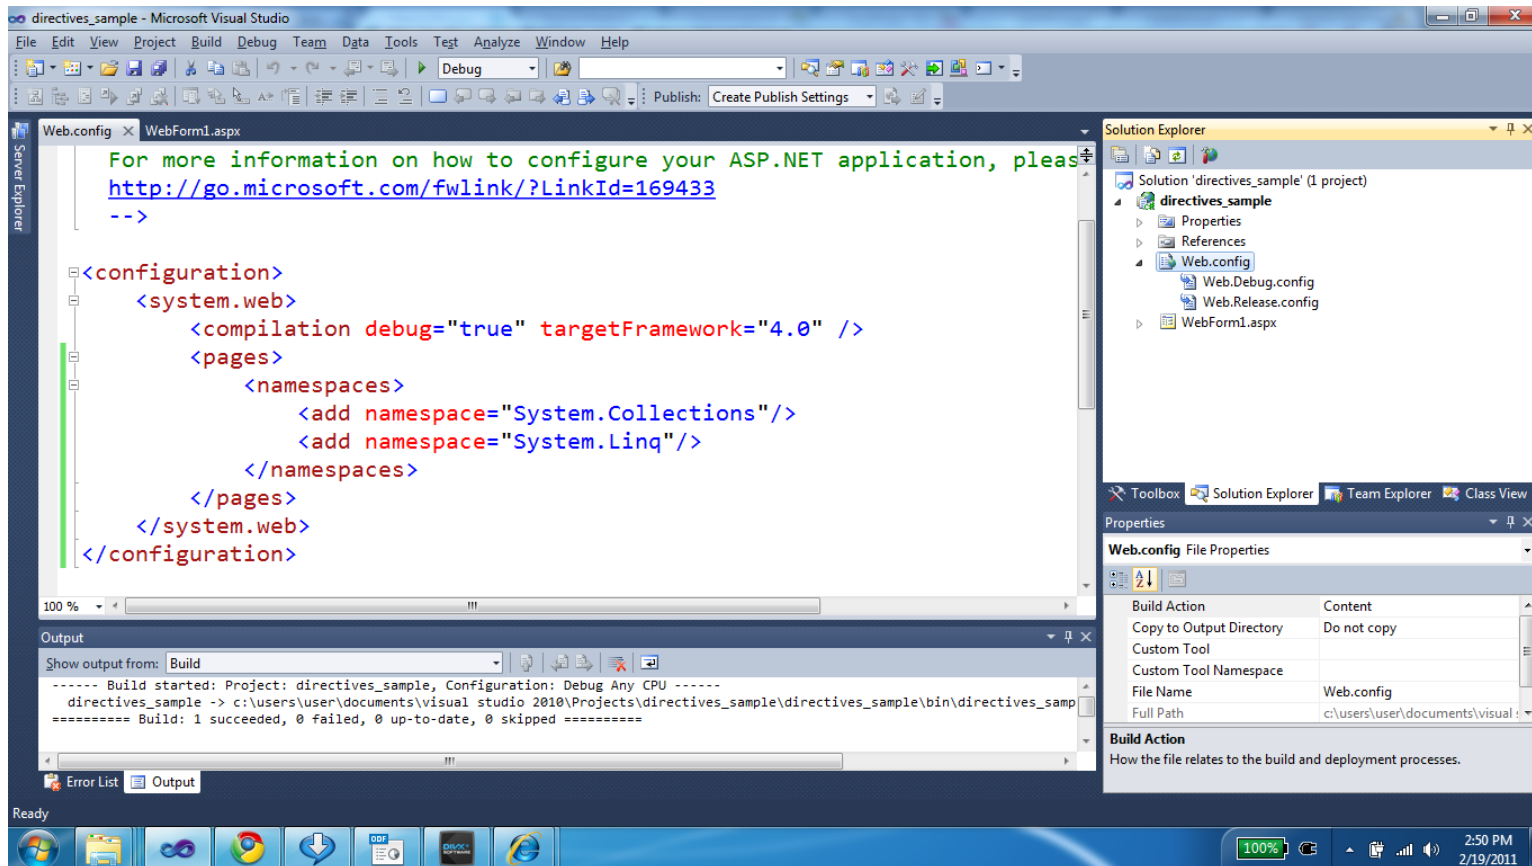 directives_sample - Microsoft Visual Studio
File Edit View Project Build Debug Team Data Tools Test Analyze Window Help
Debug
Publish: Create Publish Settings
Server Explorer
Web.config WebForm1.aspx
For more information on how to configure your ASP.NET application, pleas
http://go.microsoft.com/fwlink/?LinkId=169433
-->
<configuration>
<system.web>
<compilation debug="true" targetFramework="4.0" />
<pages>
<namespaces>
<add namespace="System.Collections"/>
<add namespace="System.Linq"/>
</namespaces>
</pages>
</system.web>
</configuration>
100 %
Output
Show output from: Build
------ Build started: Project: directives_sample, Configuration: Debug Any CPU ------
directives_sample -> c:\users\user\documents\visual studio 2010\Projects\directives_sample\directives_sample\bin\directives_samp
========== Build: 1 succeeded, 0 failed, 0 up-to-date, 0 skipped ==========
Error List Output
Solution Explorer
Solution 'directives_sample' (1 project)
directives_sample
Properties
References
Web.config
Web.Debug.config
Web.Release.config
WebForm1.aspx
Toolbox Solution Explorer Team Explorer Class View
Properties
Web.config File Properties
Build Action Content
Copy to Output Directory Do not copy
Custom Tool
Custom Tool Namespace
File Name Web.config
Full Path c:\users\user\documents\visual
Build Action
How the file relates to the build and deployment processes.
Ready
ODF
DIVX
SOFTWARE
100%
2:50 PM
2/19/2011